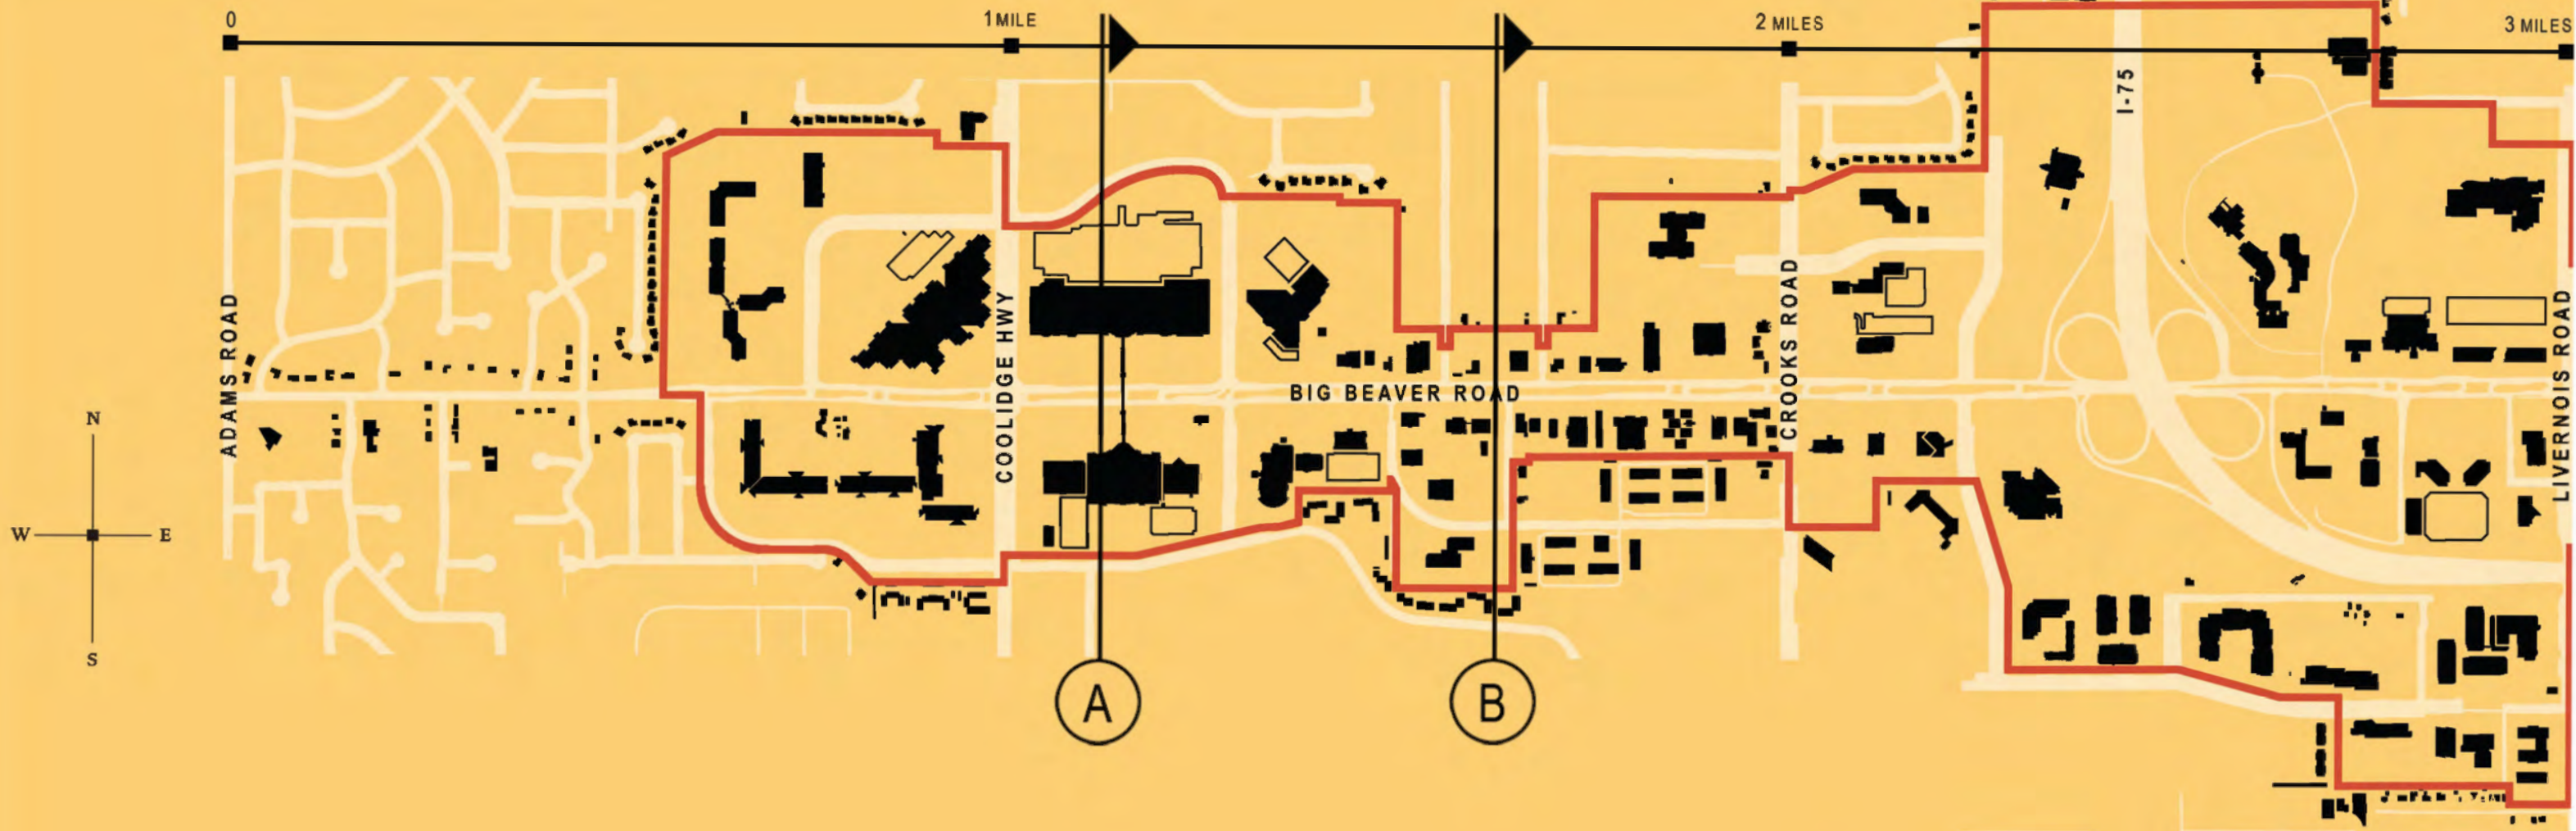 0
1 MILE
2 MILES
3 MILES
I-75
ADAMS ROAD
COOLIDGE HWY
BIG BEAVER ROAD
CROOKS ROAD
LIVERNOIS ROAD
N
W
E
S
A
B